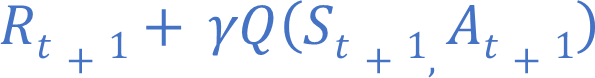 R_{t + 1} + γQ(S_{t + 1,} A_{t + 1})